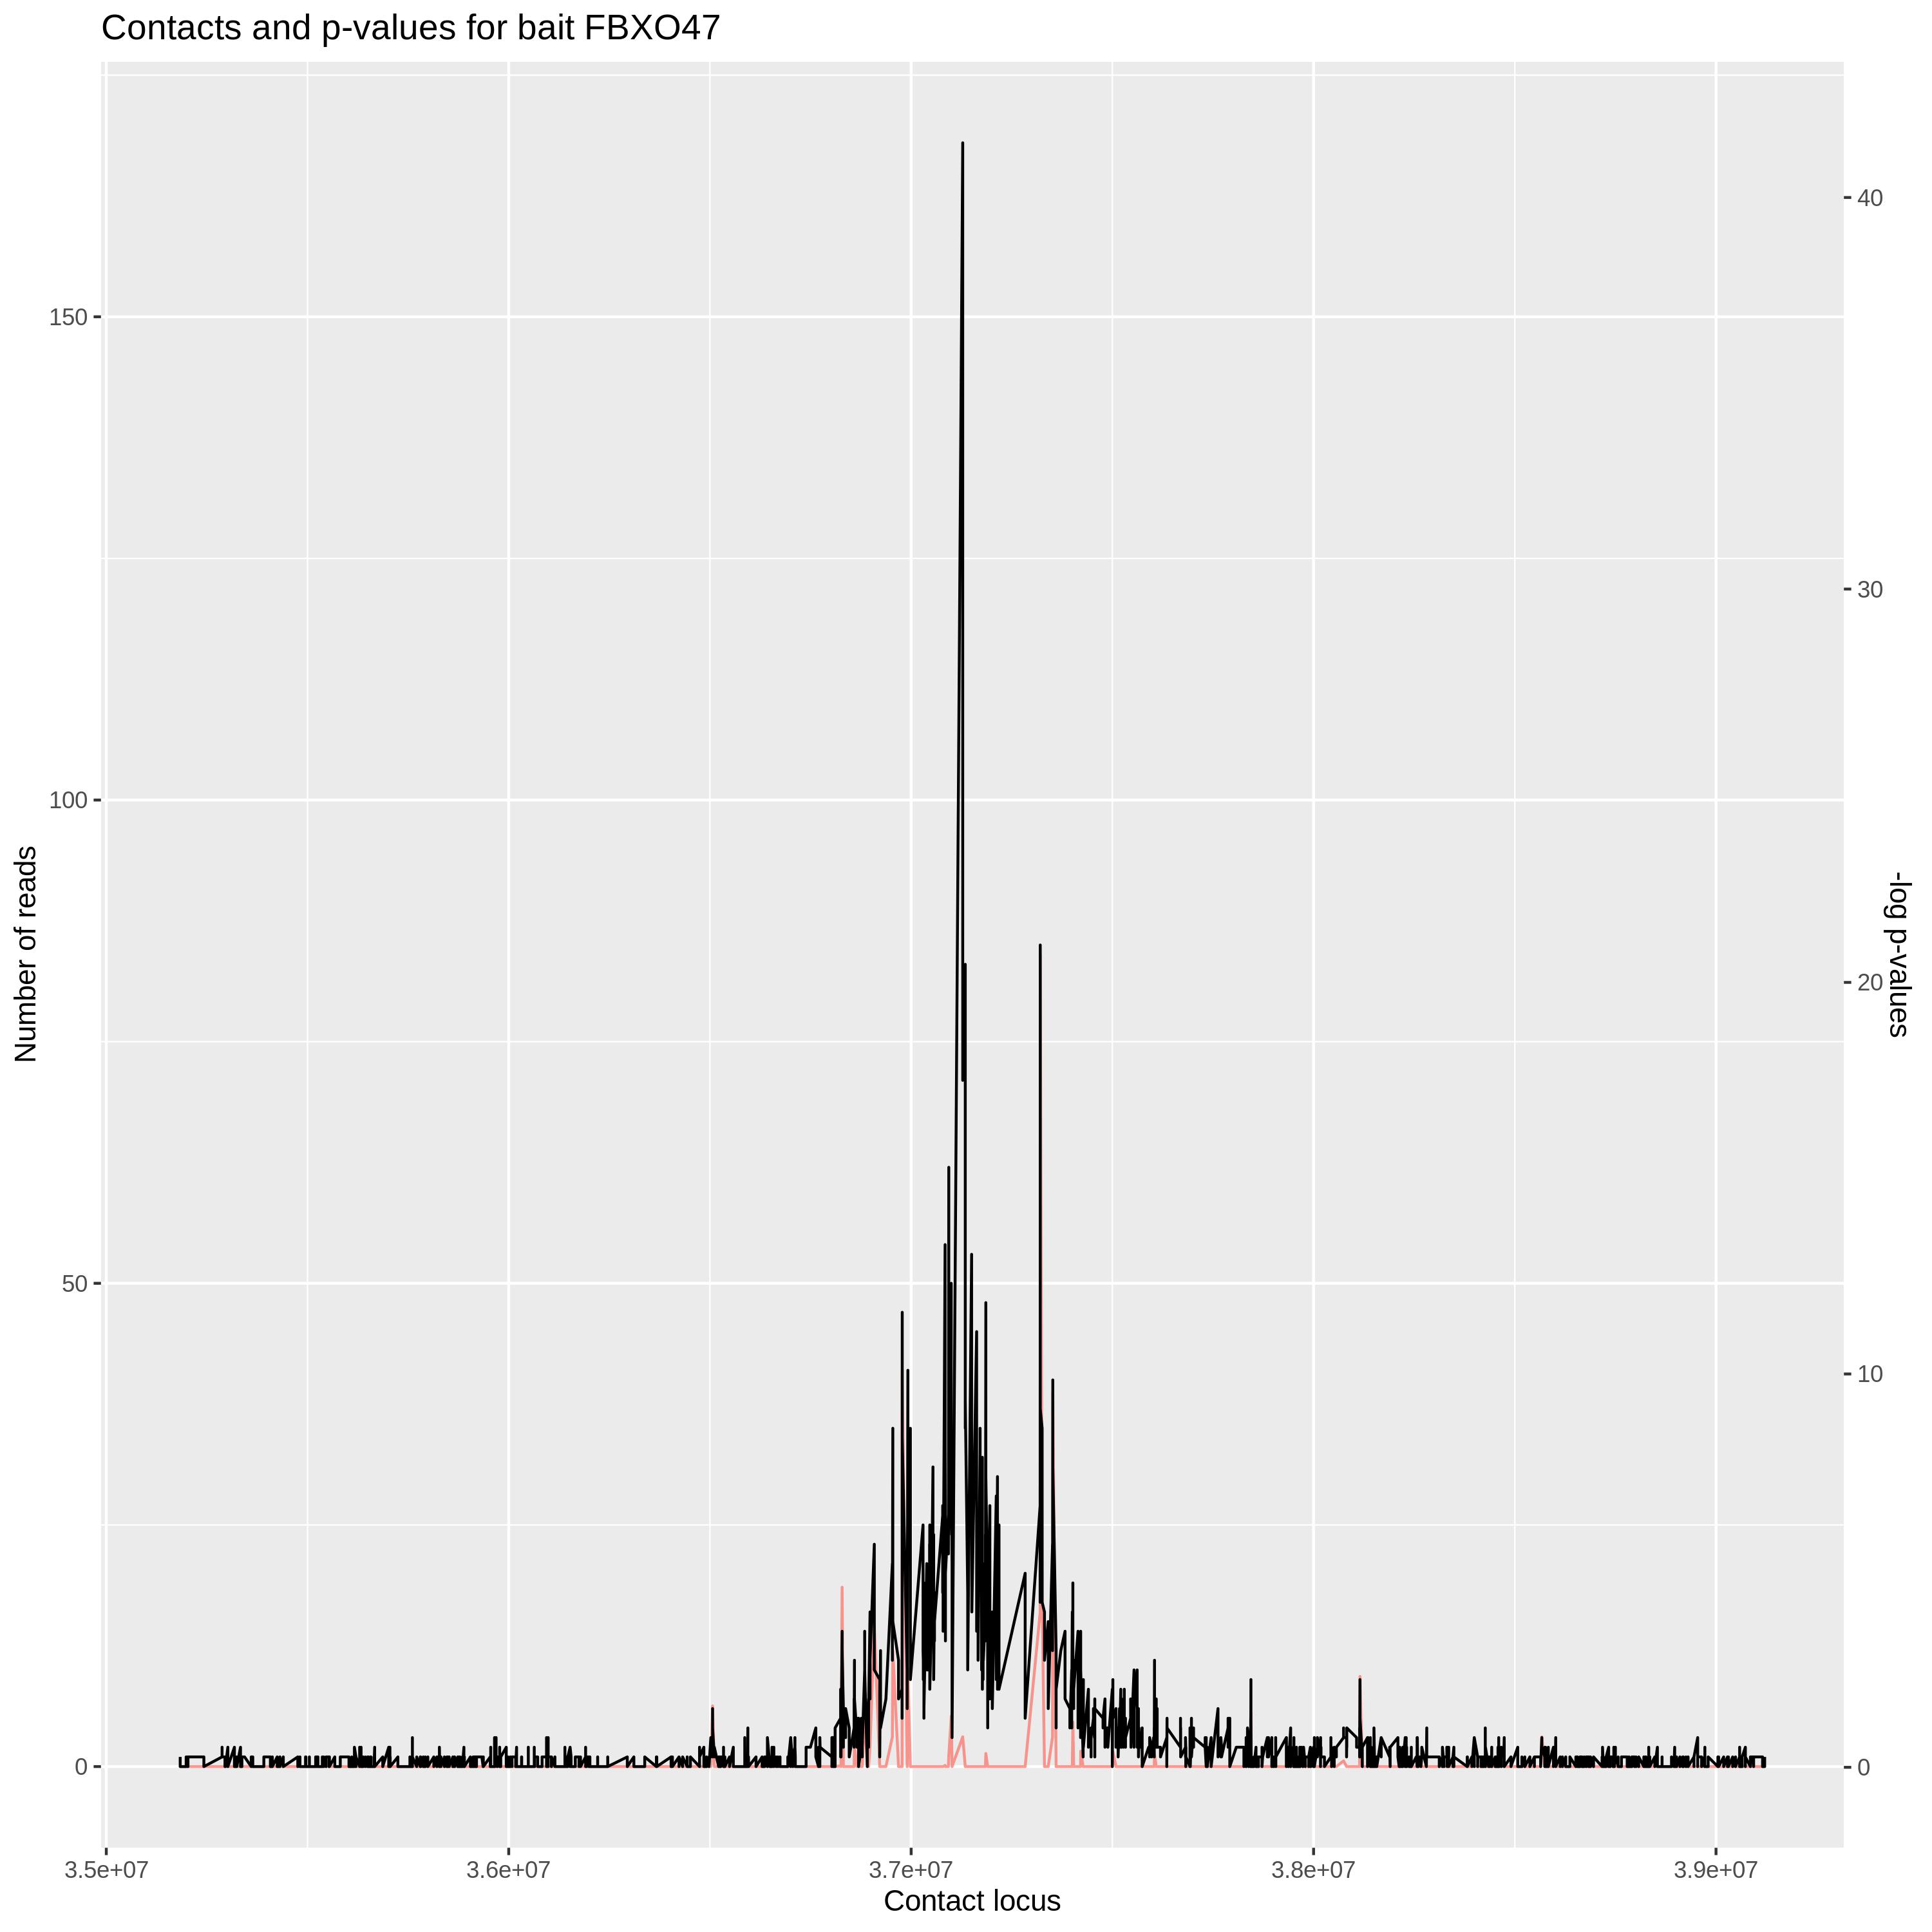 Contacts and p-values for bait FBXO47
150
100
50
0
Number of reads
40
30
20
10
0
-log p-values
3.5e+07 3.6e+07 3.7e+07 3.8e+07 3.9e+07
Contact locus